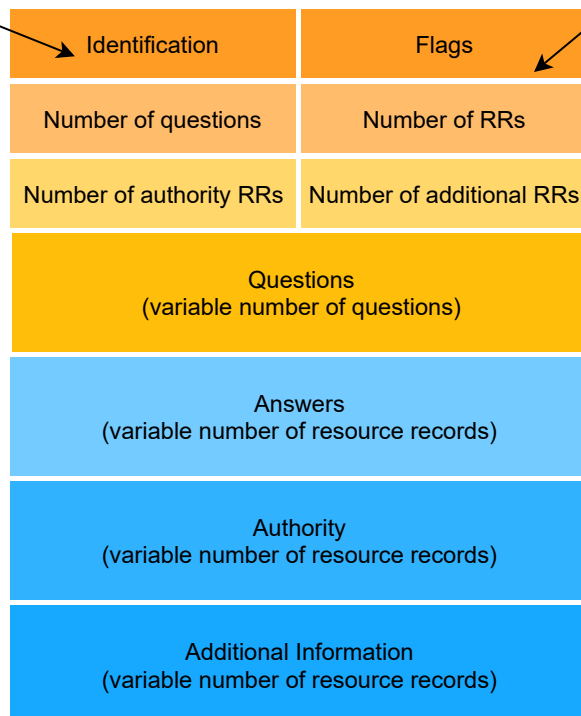 Identification
Flags
Number of questions
Number of RRs
Number of authority RRs
Number of additional RRs
Questions
(variable number of questions)
Answers
(variable number of resource records)
Authority
(variable number of resource records)
Additional Information
(variable number of resource records)